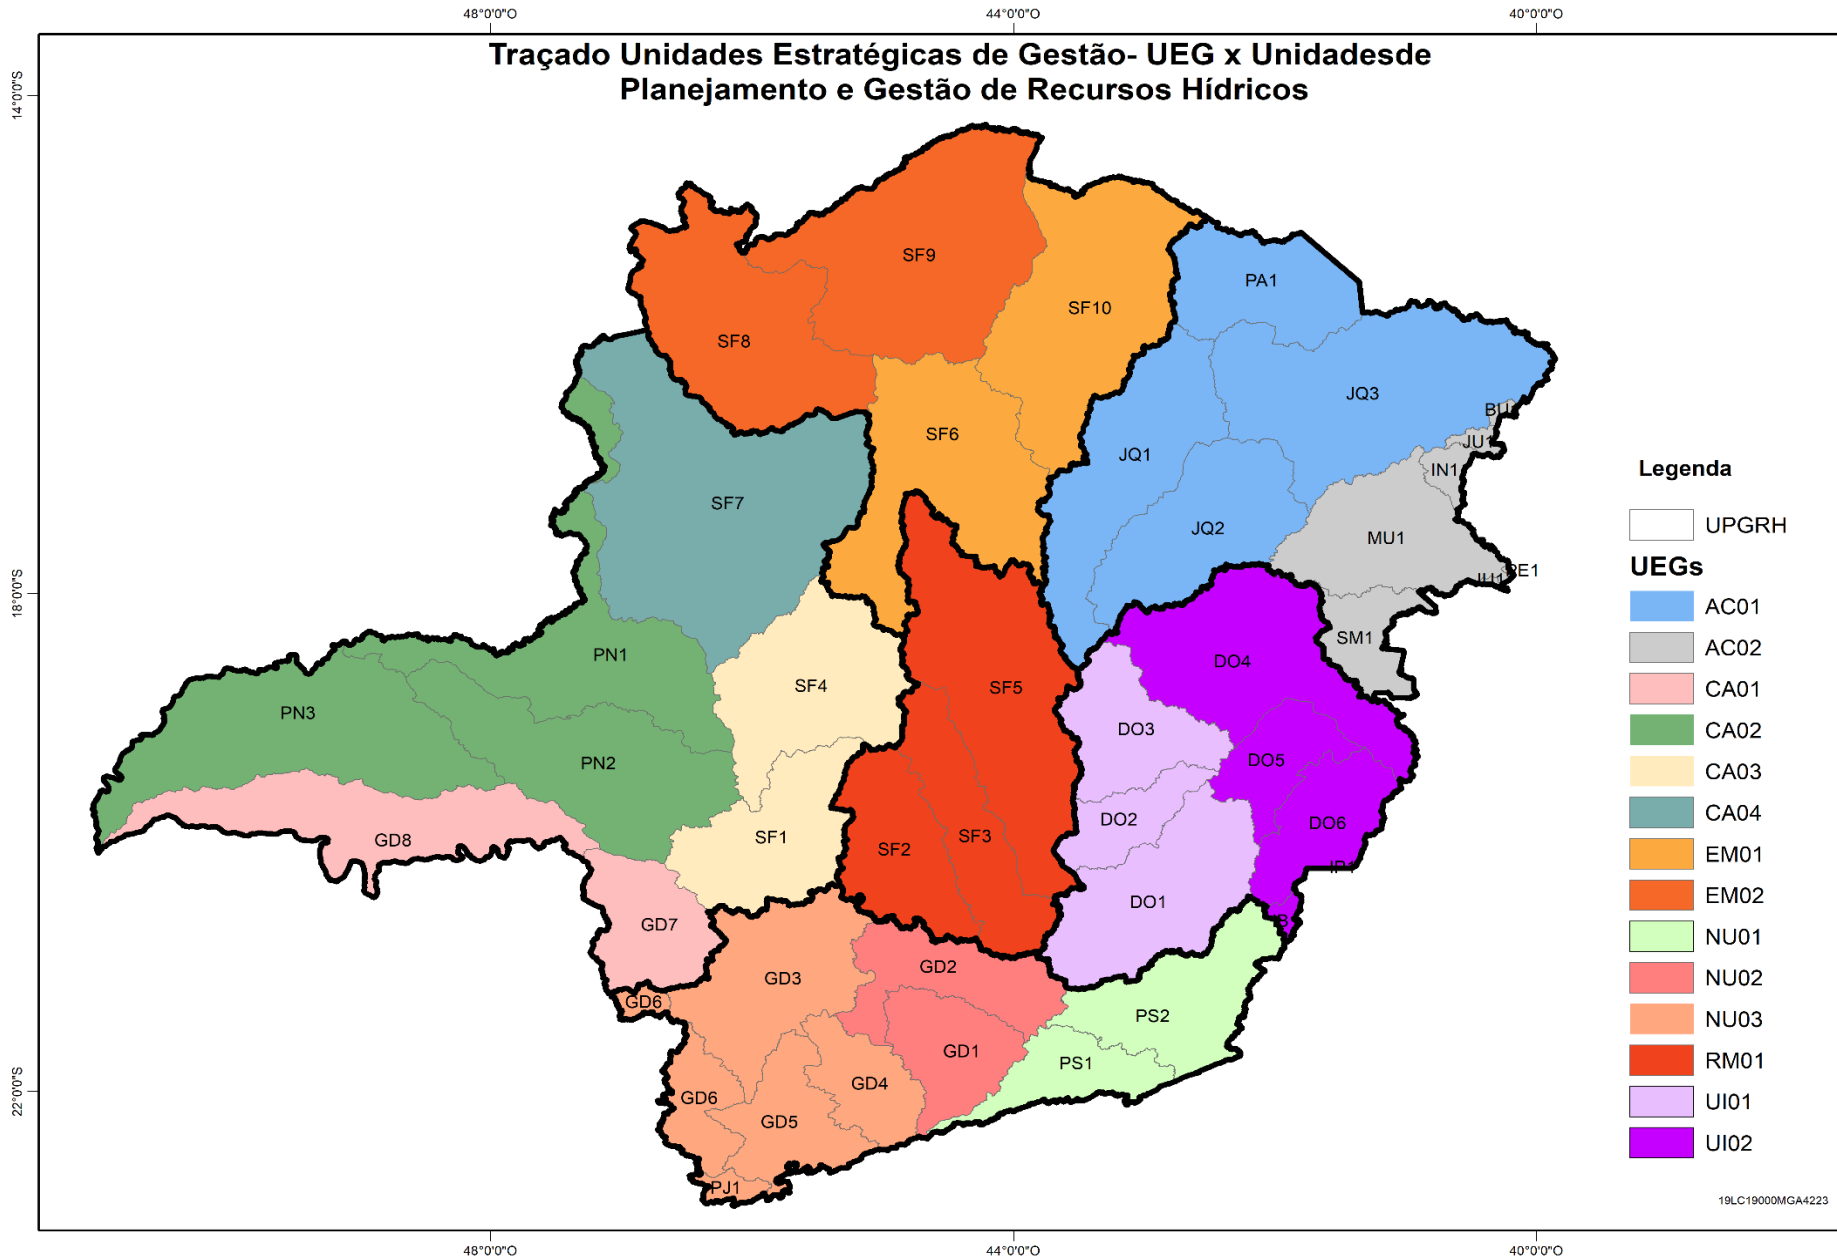 48°0'0"O
44°0'0"O
40°0'0"O
Traçado Unidades Estratégicas de Gestão- UEG x Unidadesde
Planejamento e Gestão de Recursos Hídricos
14°0'0"S
18°0'0"S
22°0'0"S
SF9
PA1
SF10
SF8
JQ3
BU
SF6
JU1
JQ1
IN1
SF7
JQ2
MU1
JU1
PE1
SM1
PN1
DO4
SF4
SF5
PN3
DO3
PN2
DO5
DO2
DO6
SF1
GD8
SF3
SF2
IP1
DO1
GD7
GD2
GD3
GD6
PS2
GD1
PS1
GD4
GD6
GD5
PJ1
Legenda
UPGRH
UEGs
AC01
AC02
CA01
CA02
CA03
CA04
EM01
EM02
NU01
NU02
NU03
RM01
UI01
UI02
19LC19000MGA4223
48°0'0"O
44°0'0"O
40°0'0"O